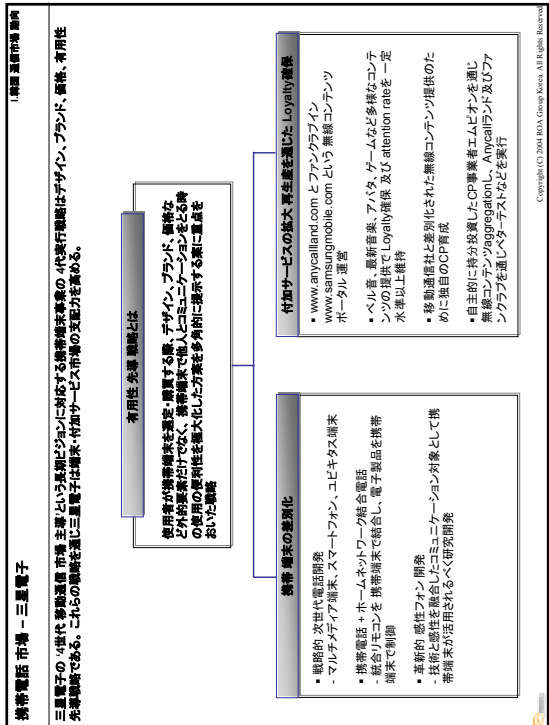 I.韓国 通信市場 動向
携帯電話 市場 – 三星電子
三星電子の ‘4世代 移動通信 市場 主導’という長期ビジョンに対応する携帯端末事業の 4代実行戦略はデザイン、ブランド、価格、有用性
先導戦略である。これらの戦略を通じ三星電子は端末・付加サービス市場の支配力を高める。
有用性 先導 戦略とは
使用者が携帯端末を選定・購買する際、デザイン、ブランド、価格な
ど外的要素だけでなく、携帯端末で他人とコミュニケーションをとる時
の使用の便利性を極大化した方案を多角的に提示する案に重点を
おいた戦略
携帯 端末の差別化
▪ 戦略的 次世代電話開発
- マルチメディア端末、スマートフォン、ユビキタス端末
▪ 携帯電話 + ホームネットワーク結合電話
- 統合リモコンを 携帯端末で結合し、電子製品を携帯
端末で制御
▪ 革新的 感性フォン 開発
- 技術と感性を融合したコミュニケーション対象として携
帯端末が活用されるべく研究開発
付加サービスの拡大 再生産を通じた Loyalty確保
▪ www.anycallland.com とファンクラブイン
www.samsungmobile.com という 無線コンテンツ
ポータル 運営
▪ ベル音、最新音楽、アバタ、ゲームなど多様なコンテ
ンツの提供で Loyalty確保 及び attention rateを 一定
水準以上維持
▪ 移動通信社と差別化された無線コンテンツ提供のた
めに独自のCP育成
▪ 自主的に持分投資したCP事業者エムピオンを通じ
無線コンテンツaggregationし、Anycallランド及びファ
ンクラブを通じベターテストなどを実行
Copyright (C) 2004 ROA Group Korea. All Rights Reserved